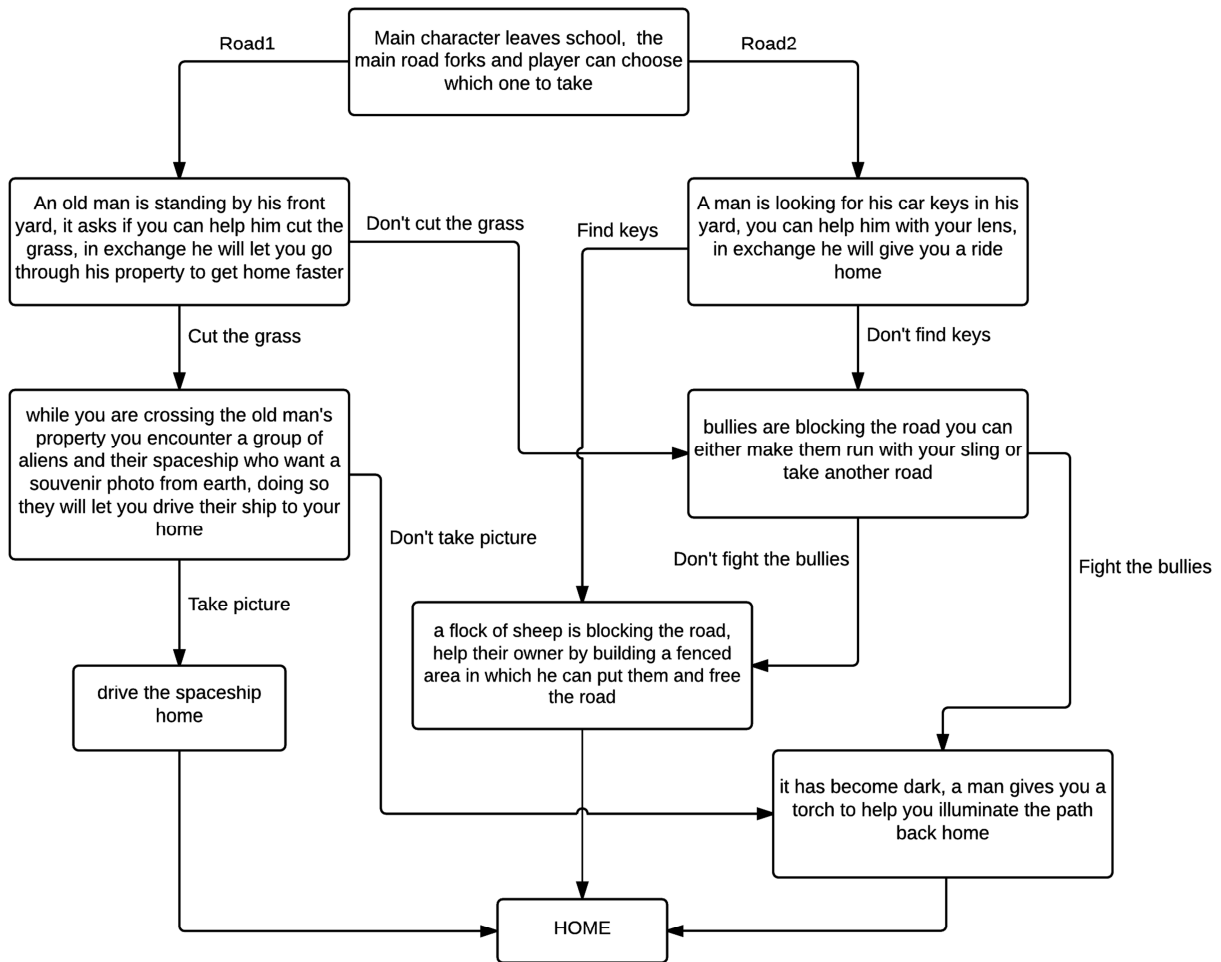 Road1
Main character leaves school, the
main road forks and player can choose
which one to take
Road2
An old man is standing by his front
yard, it asks if you can help him cut the
grass, in exchange he will let you go
through his property to get home faster
Don't cut the grass
Find keys
A man is looking for his car keys in his
yard, you can help him with your lens,
in exchange he will give you a ride
home
Cut the grass
Don't find keys
while you are crossing the old man's
property you encounter a group of
aliens and their spaceship who want a
souvenir photo from earth, doing so
they will let you drive their ship to your
home
bullies are blocking the road you can
either make them run with your sling or
take another road
Don't take picture
Don't fight the bullies
Fight the bullies
Take picture
a flock of sheep is blocking the road,
help their owner by building a fenced
area in which he can put them and free
the road
drive the spaceship
home
it has become dark, a man gives you a
torch to help you illuminate the path
back home
HOME